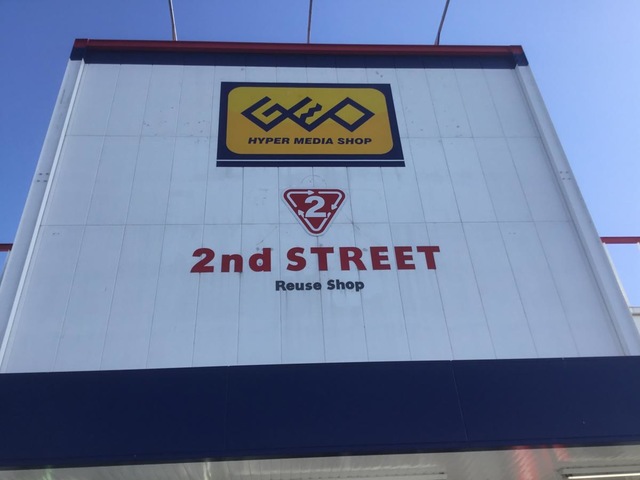 GEO
HYPER MEDIA SHOP
2
2nd STREET
Reuse Shop